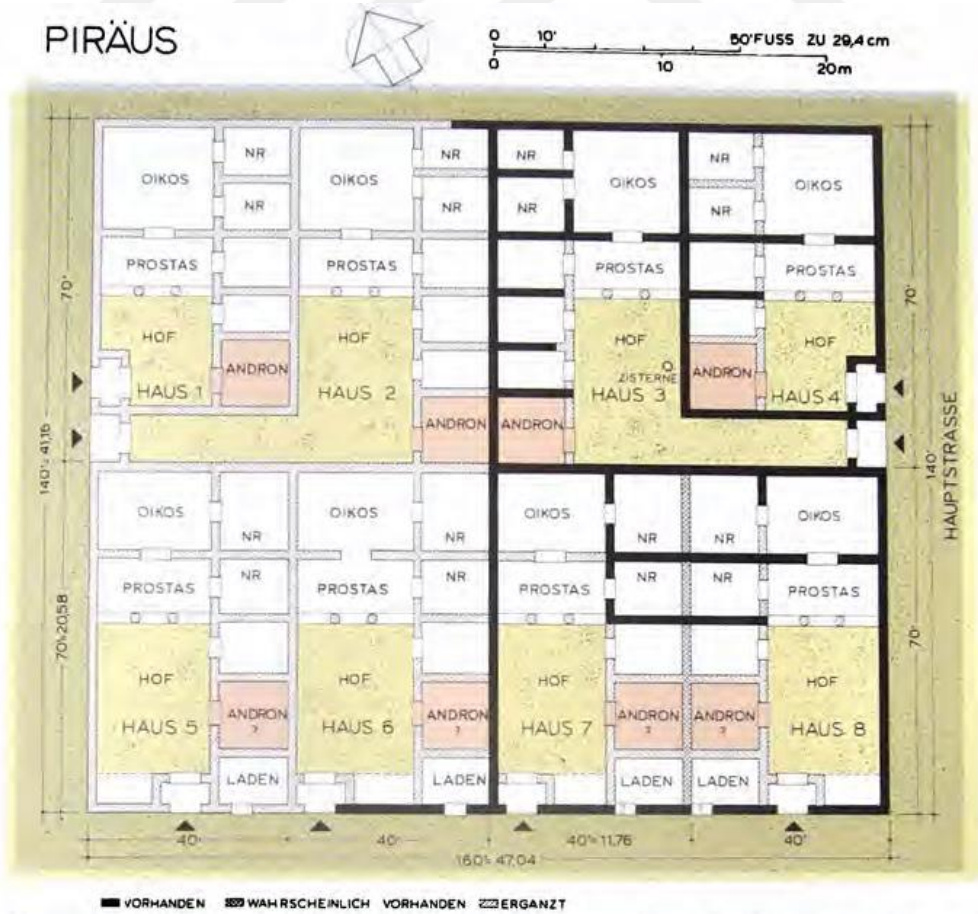 PIRÄUS
0 10' 50'FUSS ZU 29,4 cm
0 10 20m
OIKOS NR OIKOS NR NR OIKOS NR OIKOS
NR NR NR NR
PROSTAS PROSTAS PROSTAS PROSTAS
70' 70'
HOF HOF HOF HOF
ZISTERNE
HAUS 1 ANDRON HAUS 2 HAUS 3 ANDRON HAUS 4
ANDRON ANDRON
140' = 41,16 140'
HAUPTSTRASSE
OIKOS NR OIKOS NR OIKOS NR NR OIKOS
PROSTAS NR PROSTAS NR PROSTAS NR NR PROSTAS
70' = 20,58 70'
HOF HOF HOF HOF
HAUS 5 ANDRON ? HAUS 6 ANDRON ? HAUS 7 ANDRON ? ANDRON ? HAUS 8
LADEN LADEN LADEN LADEN
40' 40' 40' = 11,76 40'
160' = 47,04
VORHANDEN WAHRSCHEINLICH VORHANDEN ERGÄNZT